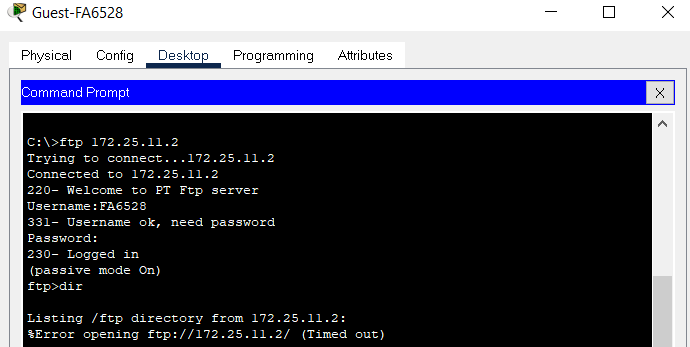 Guest-FA6528
Physical Config Desktop Programming Attributes
Command Prompt X
C:\>ftp 172.25.11.2
Trying to connect...172.25.11.2
Connected to 172.25.11.2
220- Welcome to PT Ftp server
Username:FA6528
331- Username ok, need password
Password:
230- Logged in
(passive mode On)
ftp>dir
Listing /ftp directory from 172.25.11.2:
%Error opening ftp://172.25.11.2/ (Timed out)